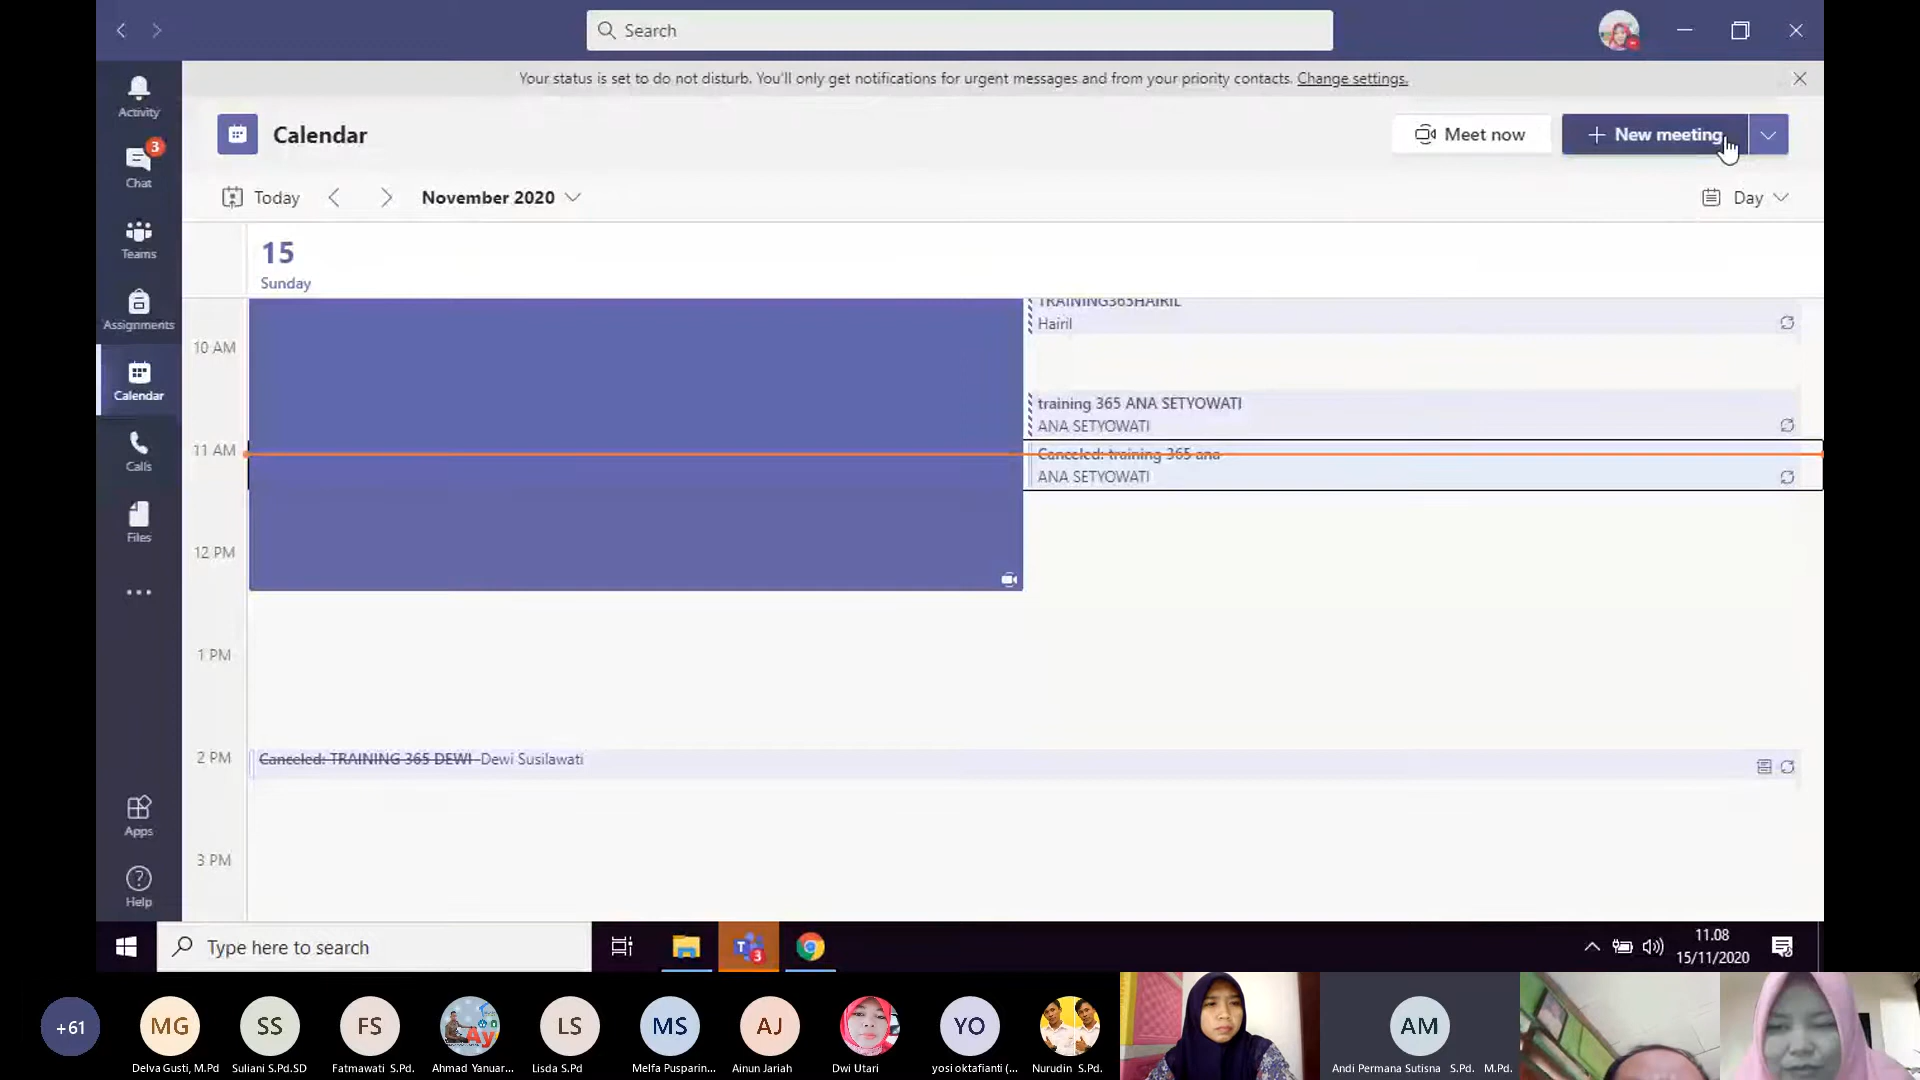 Search
Your status is set to do not disturb. You'll only get notifications for urgent messages and from your priority contacts. Change settings.
Activity
3
Chat
Teams
Assignments
Calendar
Calls
Files
Apps
Help
Calendar
Meet now
New meeting
Today
November 2020
Day
15
Sunday
TRAINING365HAIRIL
Hairil
10 AM
training 365 ANA SETYOWATI
ANA SETYOWATI
11 AM
Canceled: training 365 ana
ANA SETYOWATI
12 PM
1 PM
2 PM
Canceled: TRAINING 365 DEWI Dewi Susilawati
3 PM
Type here to search
T
3
11.08
15/11/2020
+61
MG
SS
FS
Ay
LS
MS
AJ
YO
AM
Delva Gusti, M.Pd
Suliani S.Pd.SD
Fatmawati S.Pd.
Ahmad Yanuar...
Lisda S.Pd
Melfa Pusparin...
Ainun Jariah
Dwi Utari
yosi oktafianti (...
Nurudin S.Pd.
Andi Permana Sutisna S.Pd. M.Pd.